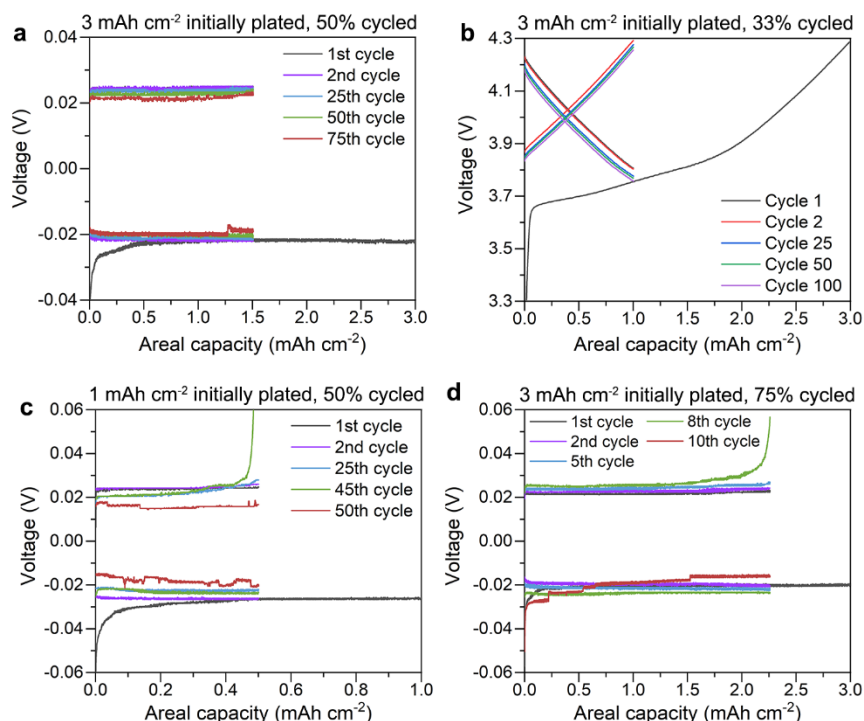 a
3 mAh cm⁻² initially plated, 50% cycled
Voltage (V)
0.04
0.02
0.00
-0.02
-0.04
1st cycle
2nd cycle
25th cycle
50th cycle
75th cycle
0.0 0.5 1.0 1.5 2.0 2.5 3.0
Areal capacity (mAh cm⁻²)
b
3 mAh cm⁻² initially plated, 33% cycled
Voltage (V)
4.3
4.1
3.9
3.7
3.5
3.3
Cycle 1
Cycle 2
Cycle 25
Cycle 50
Cycle 100
0.0 0.5 1.0 1.5 2.0 2.5 3.0
Areal capacity (mAh cm⁻²)
c
1 mAh cm⁻² initially plated, 50% cycled
Voltage (V)
0.06
0.04
0.02
0.00
-0.02
-0.04
-0.06
1st cycle
2nd cycle
25th cycle
45th cycle
50th cycle
0.0 0.2 0.4 0.6 0.8 1.0
Areal capacity (mAh cm⁻²)
d
3 mAh cm⁻² initially plated, 75% cycled
Voltage (V)
0.06
0.04
0.02
0.00
-0.02
-0.04
-0.06
1st cycle
2nd cycle
5th cycle
8th cycle
10th cycle
0.0 0.5 1.0 1.5 2.0 2.5 3.0
Areal capacity (mAh cm⁻²)